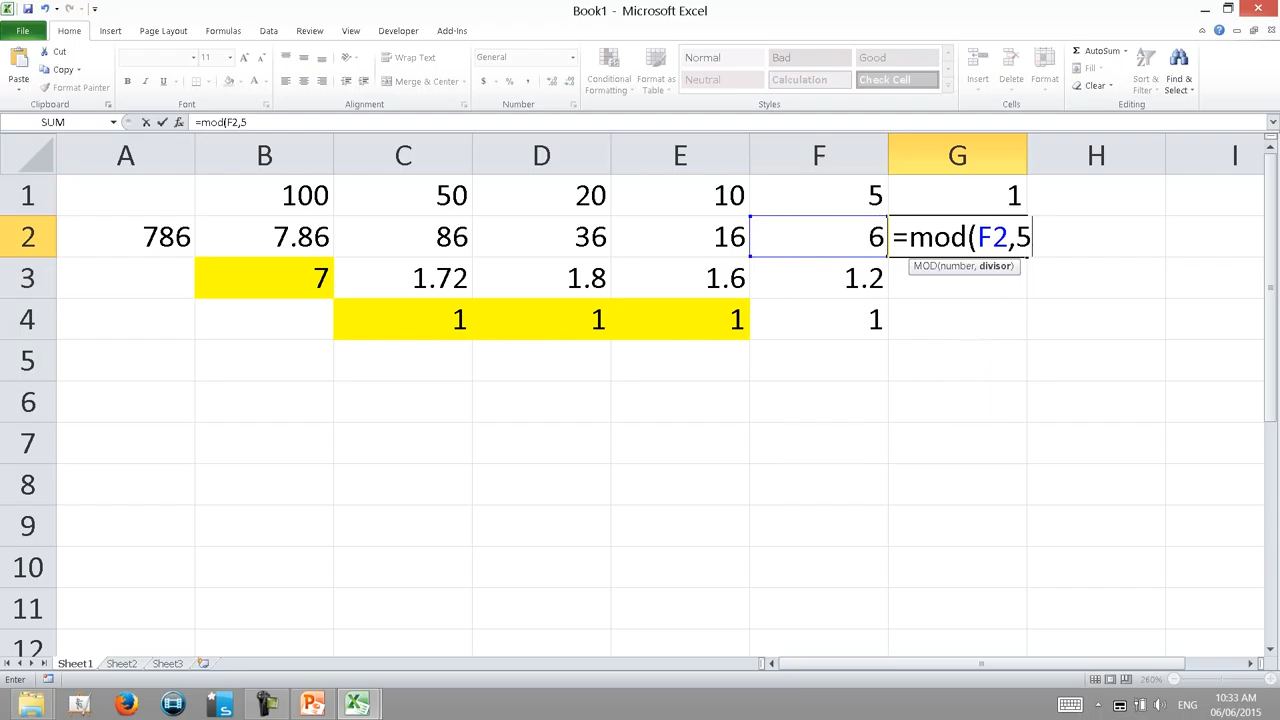 Book1 - Microsoft Excel
File Home Insert Page Layout Formulas Data Review View Developer Add-Ins
Paste
Cut
Copy
Format Painter
Clipboard
11
Font
Wrap Text
Merge & Center
Alignment
General
Number
Conditional Formatting
Format as Table
Normal Bad Good
Neutral Calculation Check Cell
Styles
Insert Delete Format
Cells
AutoSum
Fill
Clear
Sort & Filter
Find & Select
Editing
SUM =mod(F2,5
A B C D E F G H I
1 100 50 20 10 5 1
2 786 7.86 86 36 16 6 =mod(F2,5
MOD(number, divisor)
3 7 1.72 1.8 1.6 1.2
4 1 1 1 1
5
6
7
8
9
10
11
12
Sheet1 Sheet2 Sheet3
Enter 260%
ENG 10:33 AM
06/06/2015